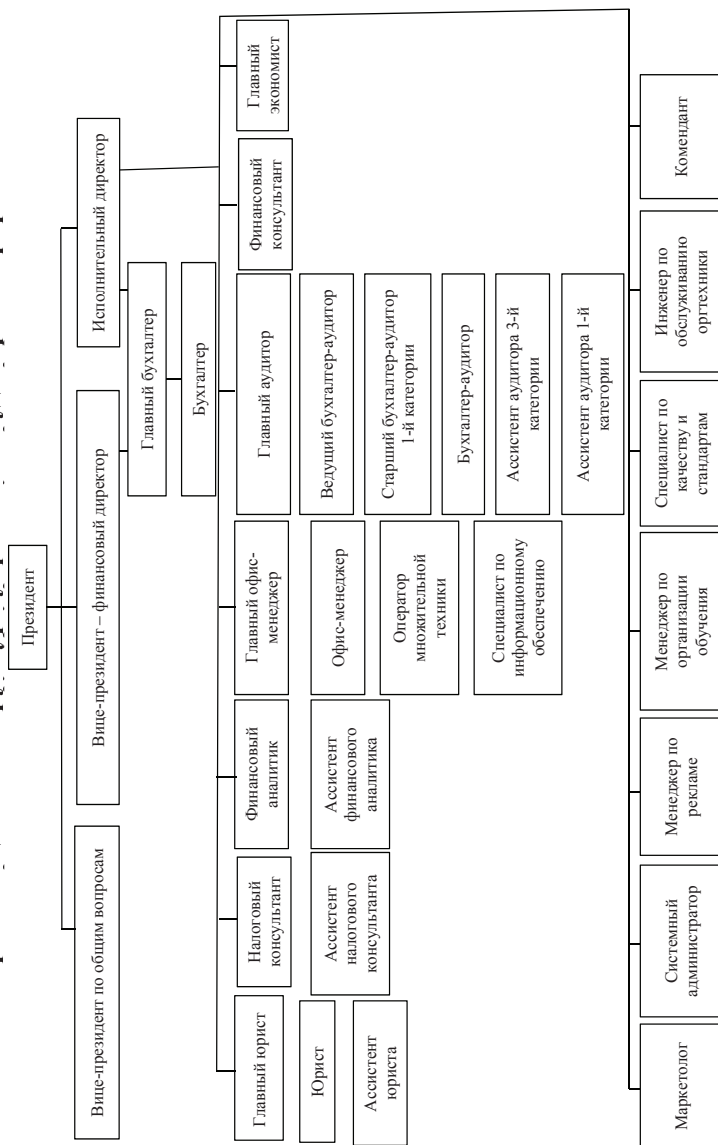 Президент
Вице-президент по общим вопросам
Вице-президент – финансовый директор
Исполнительный директор
Главный бухгалтер
Бухгалтер
Главный юрист
Юрист
Ассистент
юриста
Налоговый
консультант
Ассистент
налогового
консультанта
Финансовый
аналитик
Ассистент
финансового
аналитика
Главный офис-
менеджер
Офис-менеджер
Оператор
множительной
техники
Специалист по
информационному
обеспечению
Главный аудитор
Ведущий бухгалтер-аудитор
Старший бухгалтер-аудитор
1-й категории
Бухгалтер-аудитор
Ассистент аудитора 3-й
категории
Ассистент аудитора 1-й
категории
Финансовый
консультант
Главный
экономист
Маркетолог
Системный
администратор
Менеджер по
рекламе
Менеджер по
организации
обучения
Специалист по
качеству и
стандартам
Инженер по
обслуживанию
оргтехники
Комендант